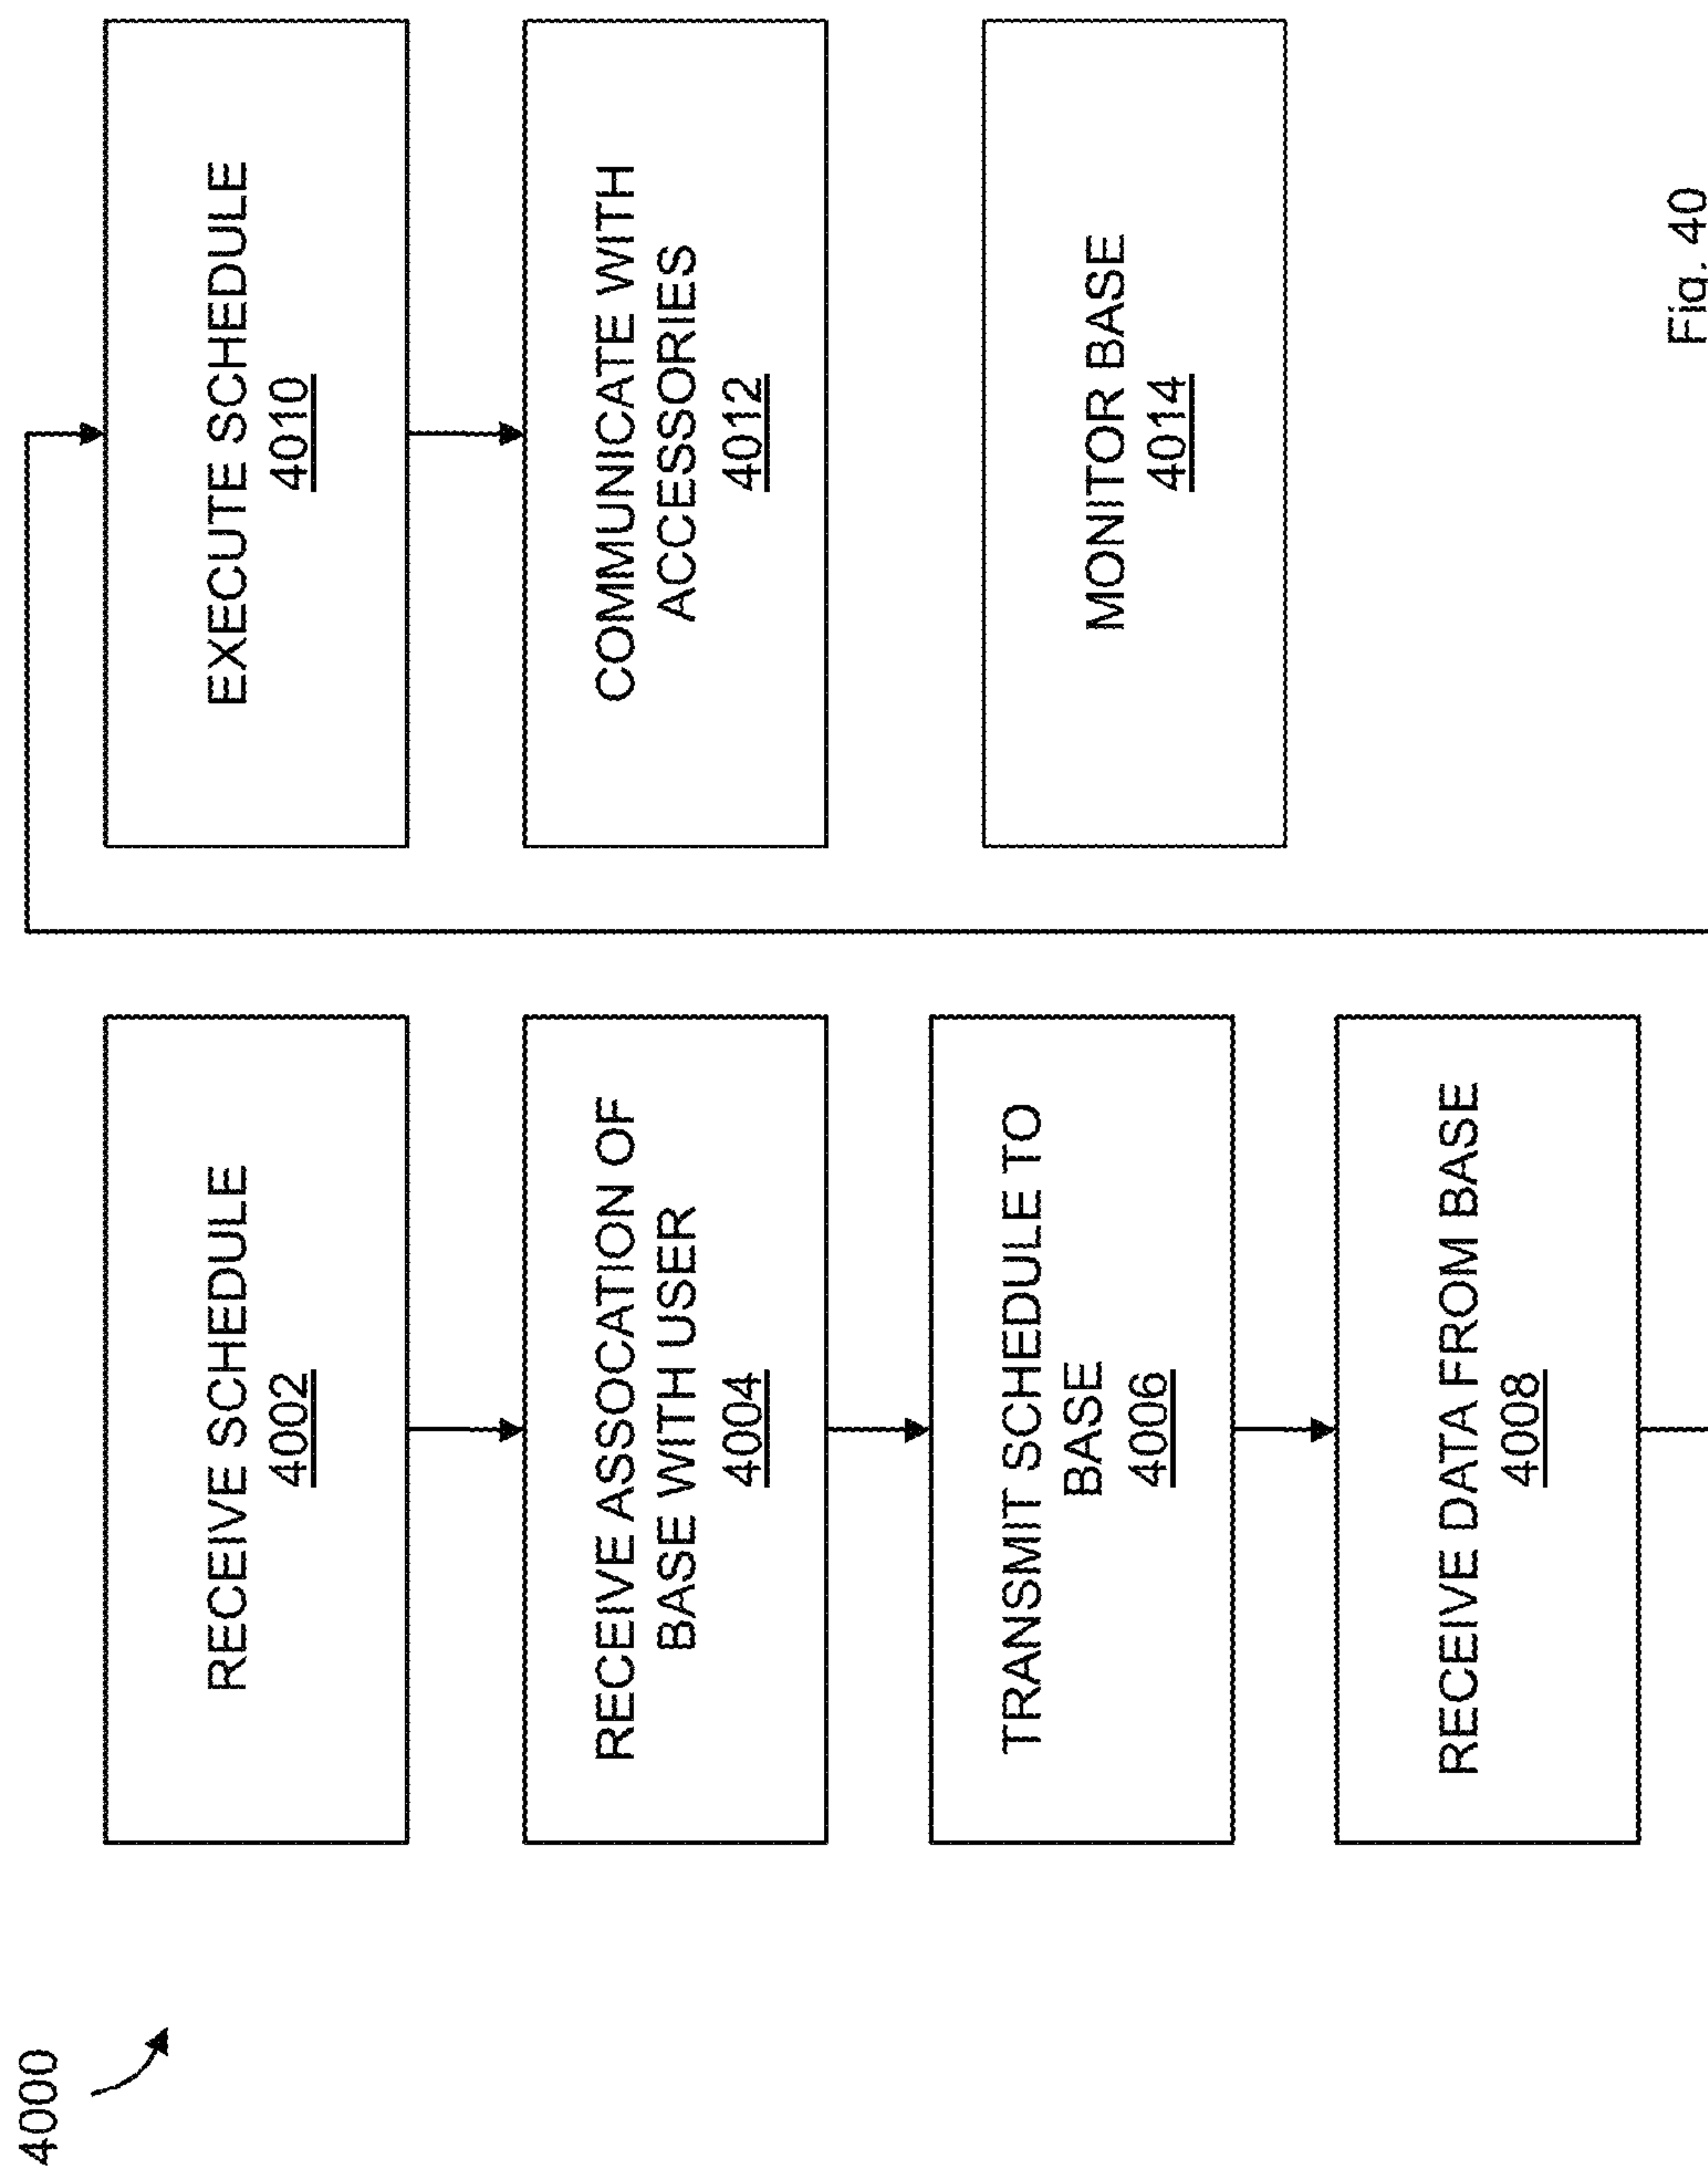 4000
RECEIVE SCHEDULE
4002
RECEIVE ASSOCATION OF
BASE WITH USER
4004
TRANSMIT SCHEDULE TO
BASE
4006
RECEIVE DATA FROM BASE
4008
EXECUTE SCHEDULE
4010
COMMUNICATE WITH
ACCESSORIES
4012
MONITOR BASE
4014
Fig. 40